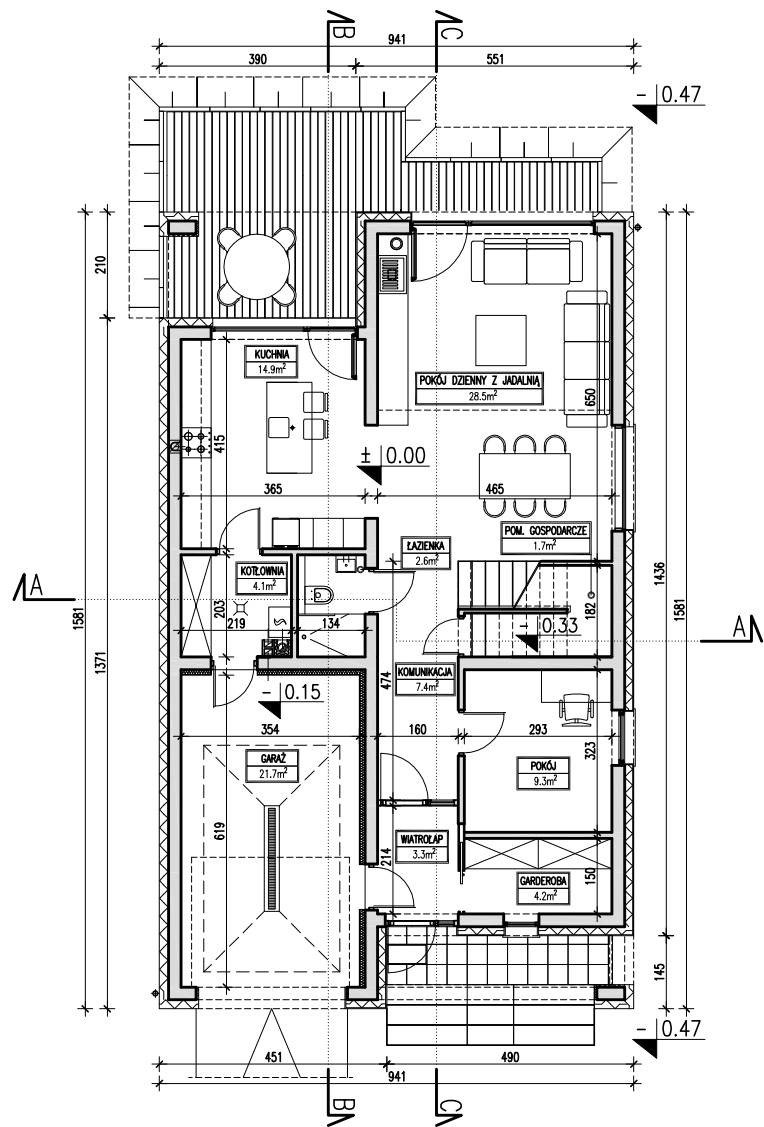 B
C
941
390
551
- 0.47
210
KUCHNIA
14.9m²
POKÓJ DZIENNY Z JADALNIĄ
28.5m²
650
415
± 0.00
365
465
POM. GOSPODARCZE
1.7m²
ŁAZIENKA
2.6m²
KOTŁOWNIA
4.1m²
A
1581
1371
203
219
134
- 0.33
182
1436
1581
A
KOMUNIKACJA
7.4m²
474
- 0.15
354
160
293
GARAŻ
21.7m²
POKÓJ
9.3m²
323
619
WIATROŁAP
3.3m²
214
GARDEROBA
4.2m²
150
145
- 0.47
451
490
941
B
C